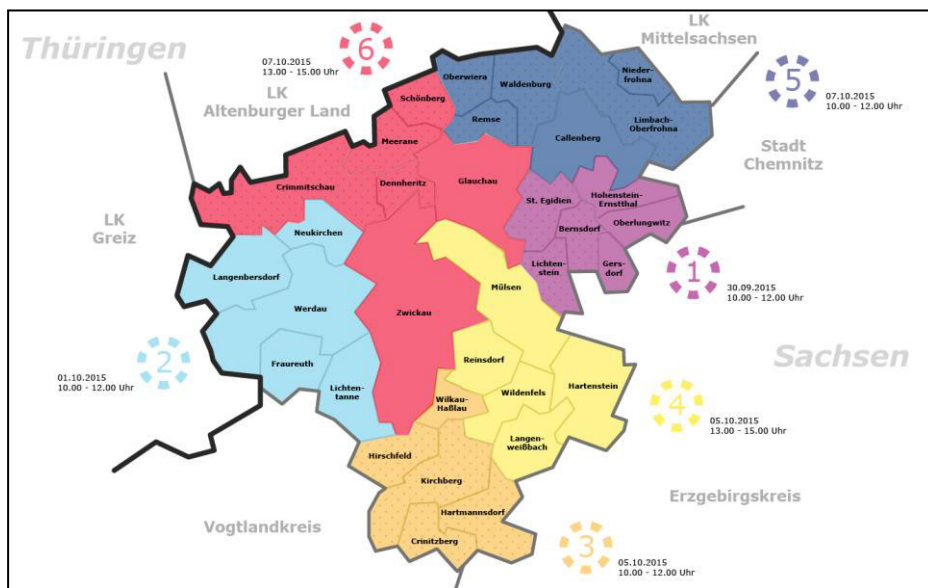 Thüringen
6
07.10.2015
13.00 - 15.00 Uhr
LK
Altenburger Land
LK
Mittelsachsen
5
07.10.2015
10.00 - 12.00 Uhr
Stadt
Chemnitz
Oberwiera
Waldenburg
Nieder-
frohna
Schönberg
Remse
Limbach-
Oberfrohna
Callenberg
Meerane
Crimmitschau
Dennheritz
Glauchau
St. Egidien
Hohenstein-
Ernstthal
Oberlungwitz
Bernsdorf
Lichten-
stein
Gers-
dorf
1
30.09.2015
10.00 - 12.00 Uhr
LK
Greiz
Neukirchen
Langenbersdorf
Werdau
Fraureuth
Lichten-
tanne
2
01.10.2015
10.00 - 12.00 Uhr
Zwickau
Mülsen
Reinsdorf
Wildenfels
Hartenstein
Langen-
weißbach
Sachsen
4
05.10.2015
13.00 - 15.00 Uhr
Wilkau-
Haßlau
Hirschfeld
Kirchberg
Hartmannsdorf
Crinitzberg
Vogtlandkreis
Erzgebirgskreis
3
05.10.2015
10.00 - 12.00 Uhr